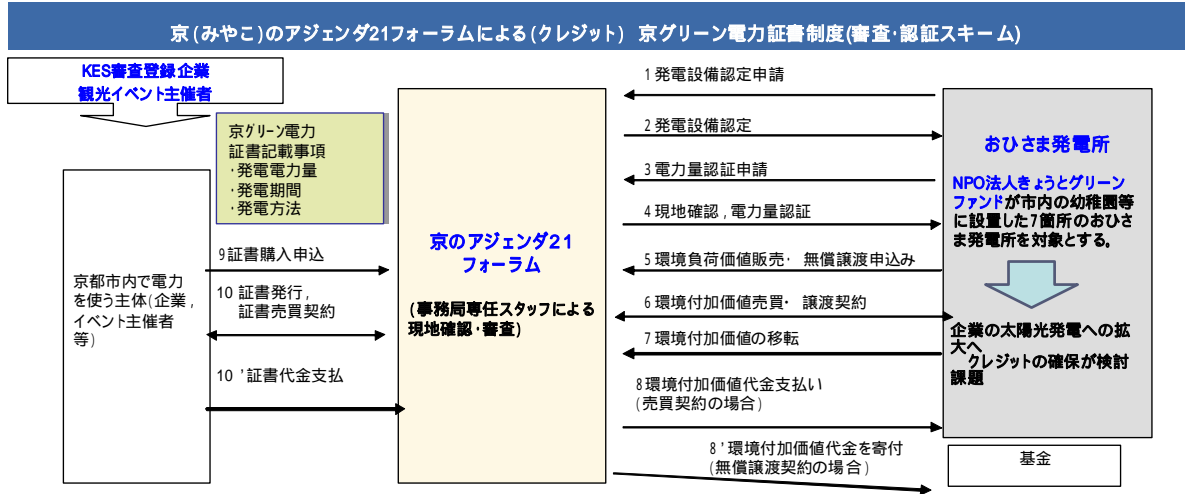 京(みやこ)のアジェンダ21フォーラムによる(クレジット) 京グリーン電力証書制度(審査・認証スキーム)
KES審査登録企業
観光イベント主催者
京グリーン電力
証書記載事項
・発電電力量
・発電期間
・発電方法
京都市内で電力
を使う主体(企業,
イベント主催者
等)
9証書購入申込
10 証書発行,
証書売買契約
10 '証書代金支払
京のアジェンダ21
フォーラム
(事務局専任スタッフによる
現地確認・審査)
1発電設備認定申請
2発電設備認定
3電力量認証申請
4現地確認,電力量認証
5環境負荷価値販売・ 無償譲渡申込み
6環境付加価値売買・ 譲渡契約
7環境付加価値の移転
8環境付加価値代金支払い
(売買契約の場合)
8'環境付加価値代金を寄付
(無償譲渡契約の場合)
おひさま発電所
NPO法人きょうとグリーン
ファンドが市内の幼稚園等
に設置した7箇所のおひさ
ま発電所を対象とする。
企業の太陽光発電への拡
大へ
クレジットの確保が検討
課題
基金